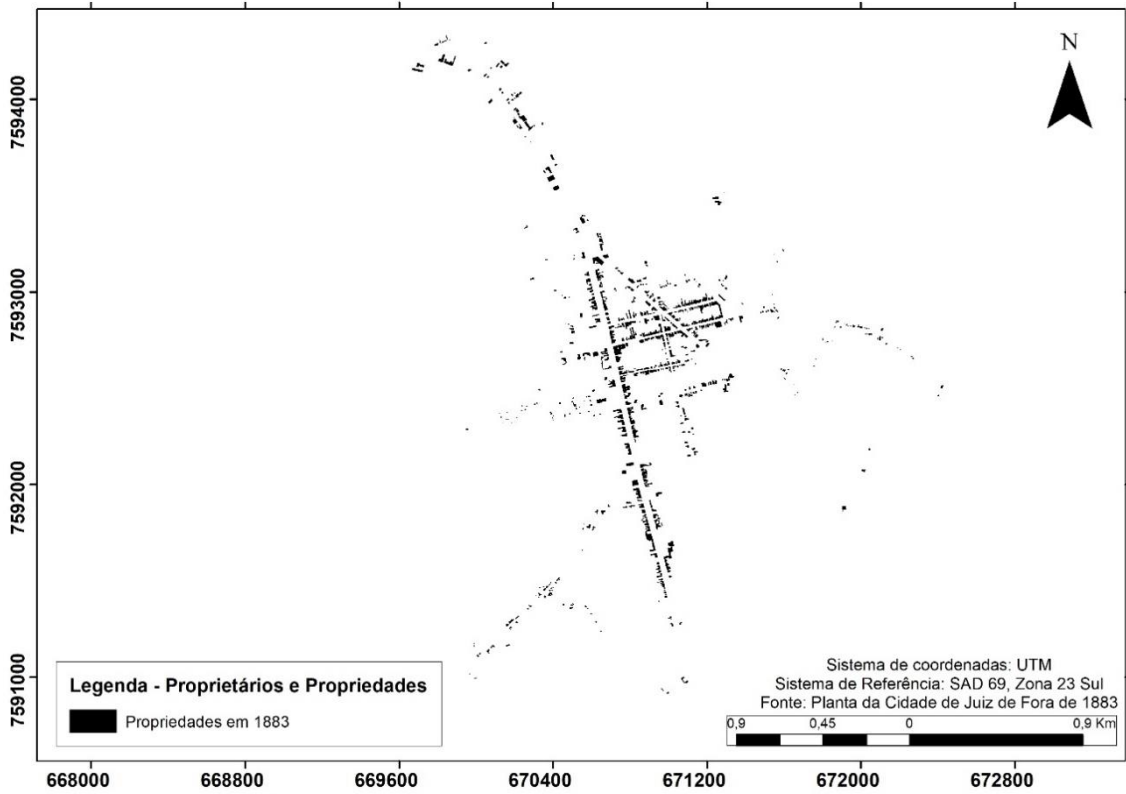 N
7594000
7593000
7592000
7591000
Legenda - Proprietários e Propriedades
Propriedades em 1883
Sistema de coordenadas: UTM
Sistema de Referência: SAD 69, Zona 23 Sul
Fonte: Planta da Cidade de Juiz de Fora de 1883
0,9 0,45 0 0,9 Km
668000 668800 669600 670400 671200 672000 672800